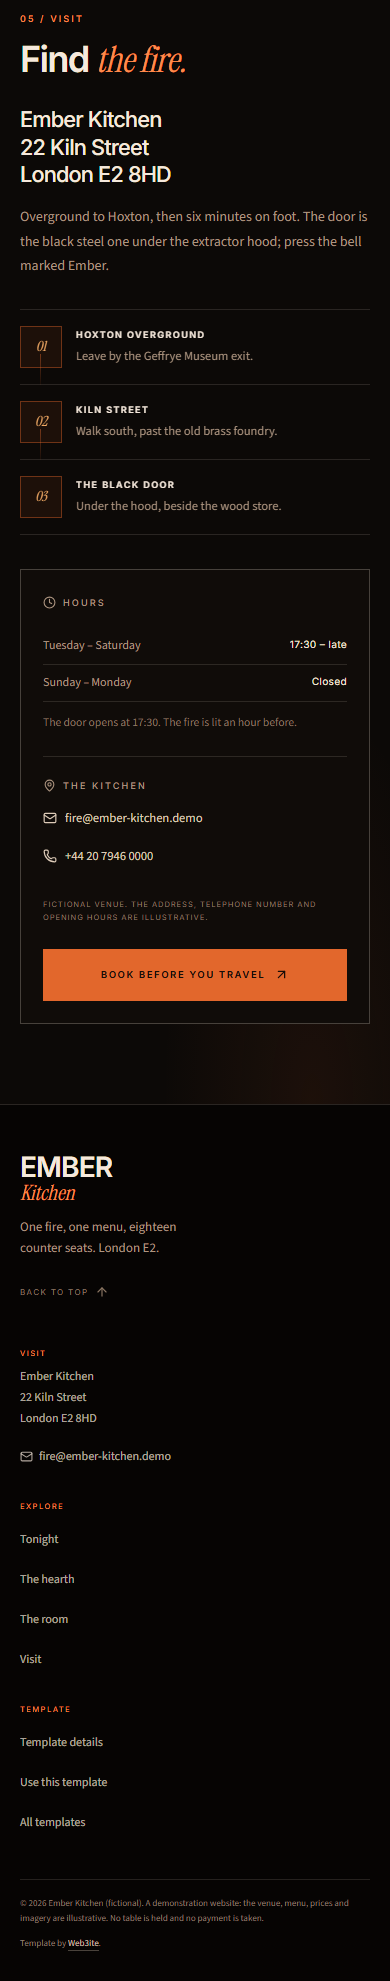 05 / VISIT
Find the fire.
Ember Kitchen
22 Kiln Street
London E2 8HD
Overground to Hoxton, then six minutes on foot. The door is
the black steel one under the extractor hood; press the bell
marked Ember.
01
HOXTON OVERGROUND
Leave by the Geffrye Museum exit.
02
KILN STREET
Walk south, past the old brass foundry.
03
THE BLACK DOOR
Under the hood, beside the wood store.
HOURS
Tuesday – Saturday 17:30 – late
Sunday – Monday Closed
The door opens at 17:30. The fire is lit an hour before.
THE KITCHEN
fire@ember-kitchen.demo
+44 20 7946 0000
FICTIONAL VENUE. THE ADDRESS, TELEPHONE NUMBER AND
OPENING HOURS ARE ILLUSTRATIVE.
BOOK BEFORE YOU TRAVEL
EMBER
Kitchen
One fire, one menu, eighteen
counter seats. London E2.
BACK TO TOP
VISIT
Ember Kitchen
22 Kiln Street
London E2 8HD
fire@ember-kitchen.demo
EXPLORE
Tonight
The hearth
The room
Visit
TEMPLATE
Template details
Use this template
All templates
© 2026 Ember Kitchen (fictional). A demonstration website: the venue, menu, prices and
imagery are illustrative. No table is held and no payment is taken.
Template by Web3ite.